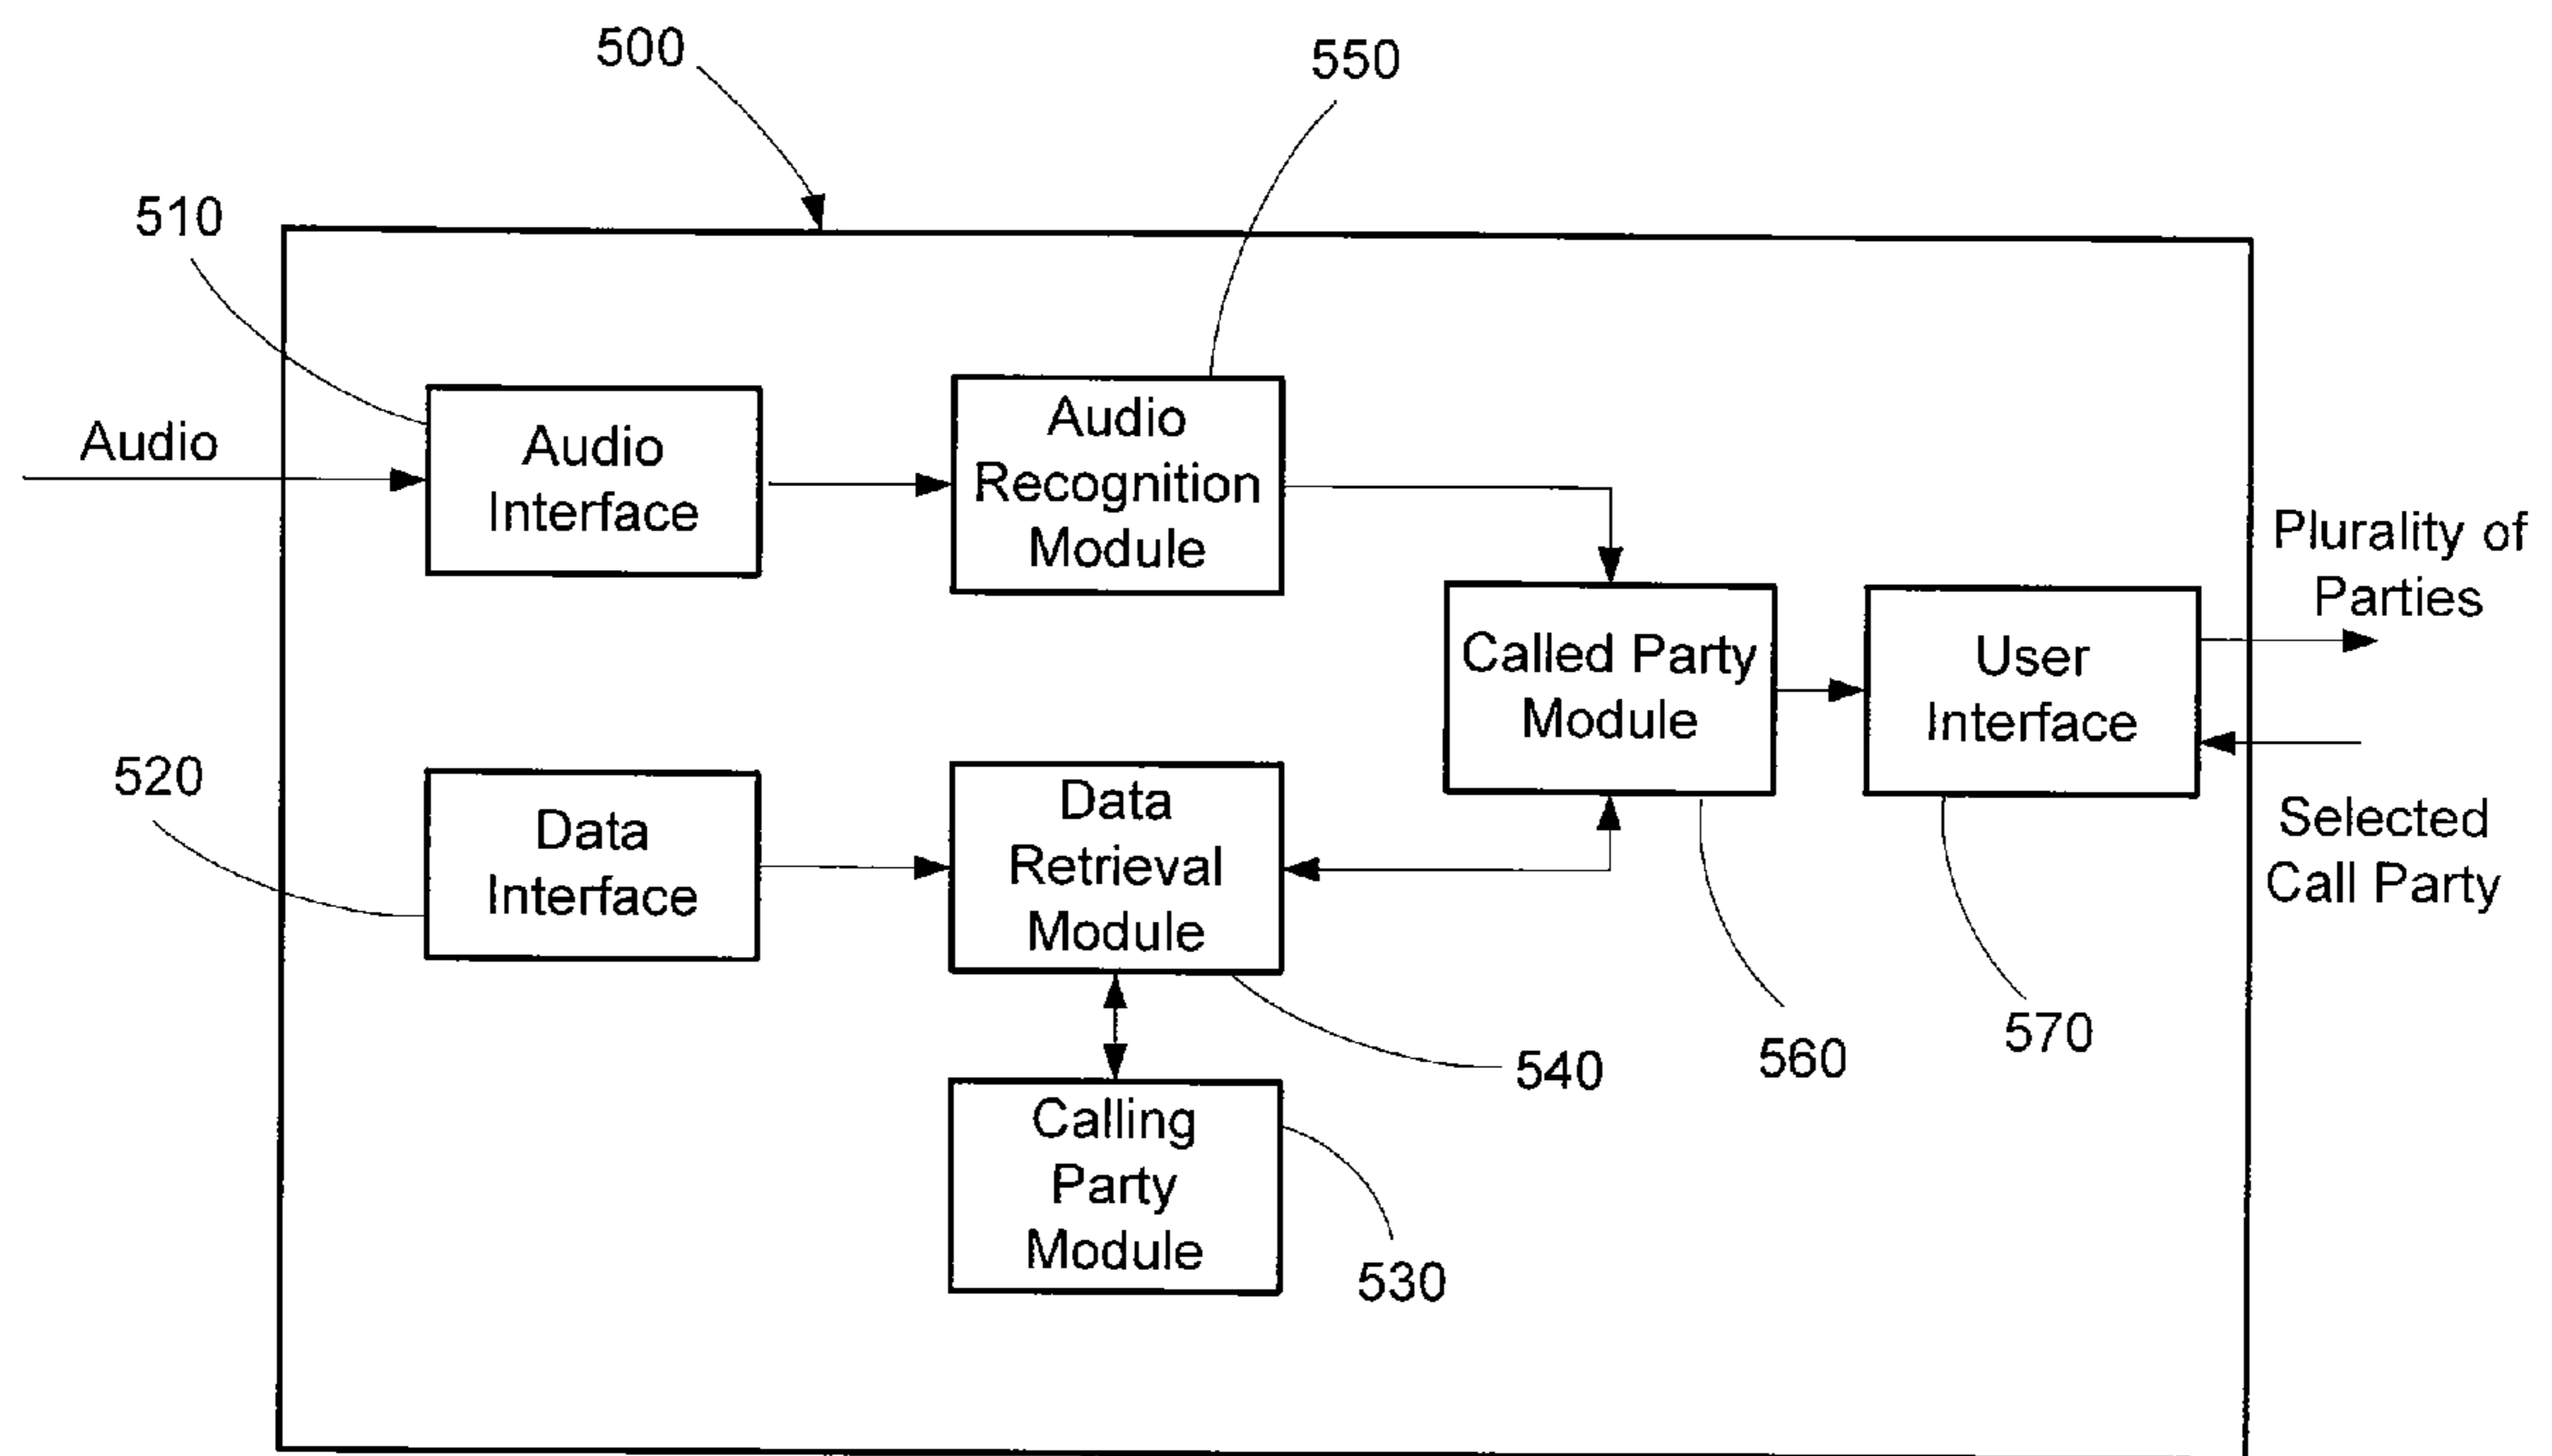 500
550
510
Audio
Audio
Interface
Audio
Recognition
Module
Plurality of
Parties
Called Party
Module
User
Interface
520
Data
Interface
Data
Retrieval
Module
Selected
Call Party
540
560
570
Calling
Party
Module
530